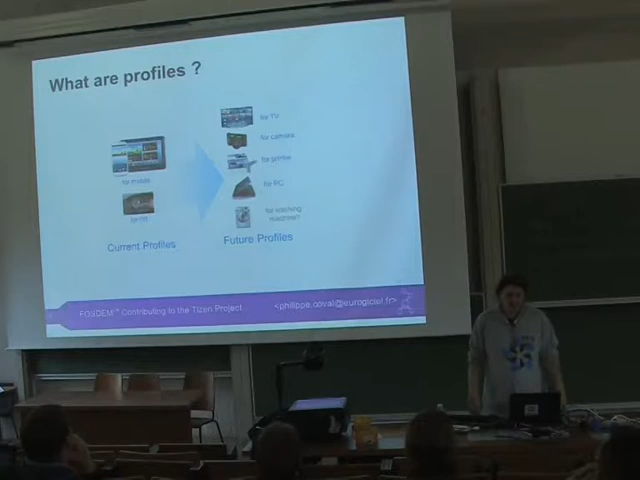 What are profiles ?
for TV
for camera
for printer
for mobile
for PC
for IVI
for washing
machine?
Current Profiles
Future Profiles
FOSDEM Contributing to the Tizen Project
<philippe.coval@eurogiciel.fr>